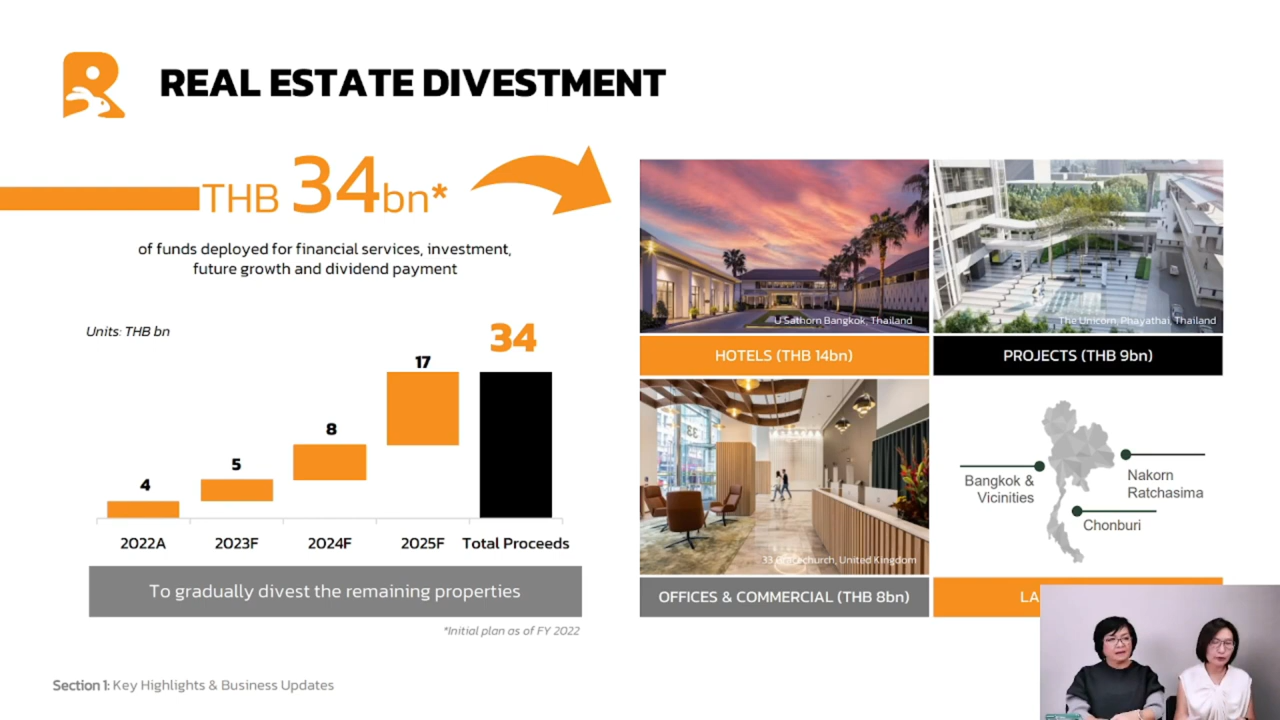 REAL ESTATE DIVESTMENT
THB 34bn*
of funds deployed for financial services, investment,
future growth and dividend payment
Units: THB bn
4
5
8
17
34
2022A
2023F
2024F
2025F
Total Proceeds
To gradually divest the remaining properties
*Initial plan as of FY 2022
U Sathorn Bangkok, Thailand
The Unicorn, Phayathai, Thailand
HOTELS (THB 14bn)
PROJECTS (THB 9bn)
33 Gracechurch, United Kingdom
Bangkok &
Vicinities
Nakorn
Ratchasima
Chonburi
OFFICES & COMMERCIAL (THB 8bn)
Section 1: Key Highlights & Business Updates